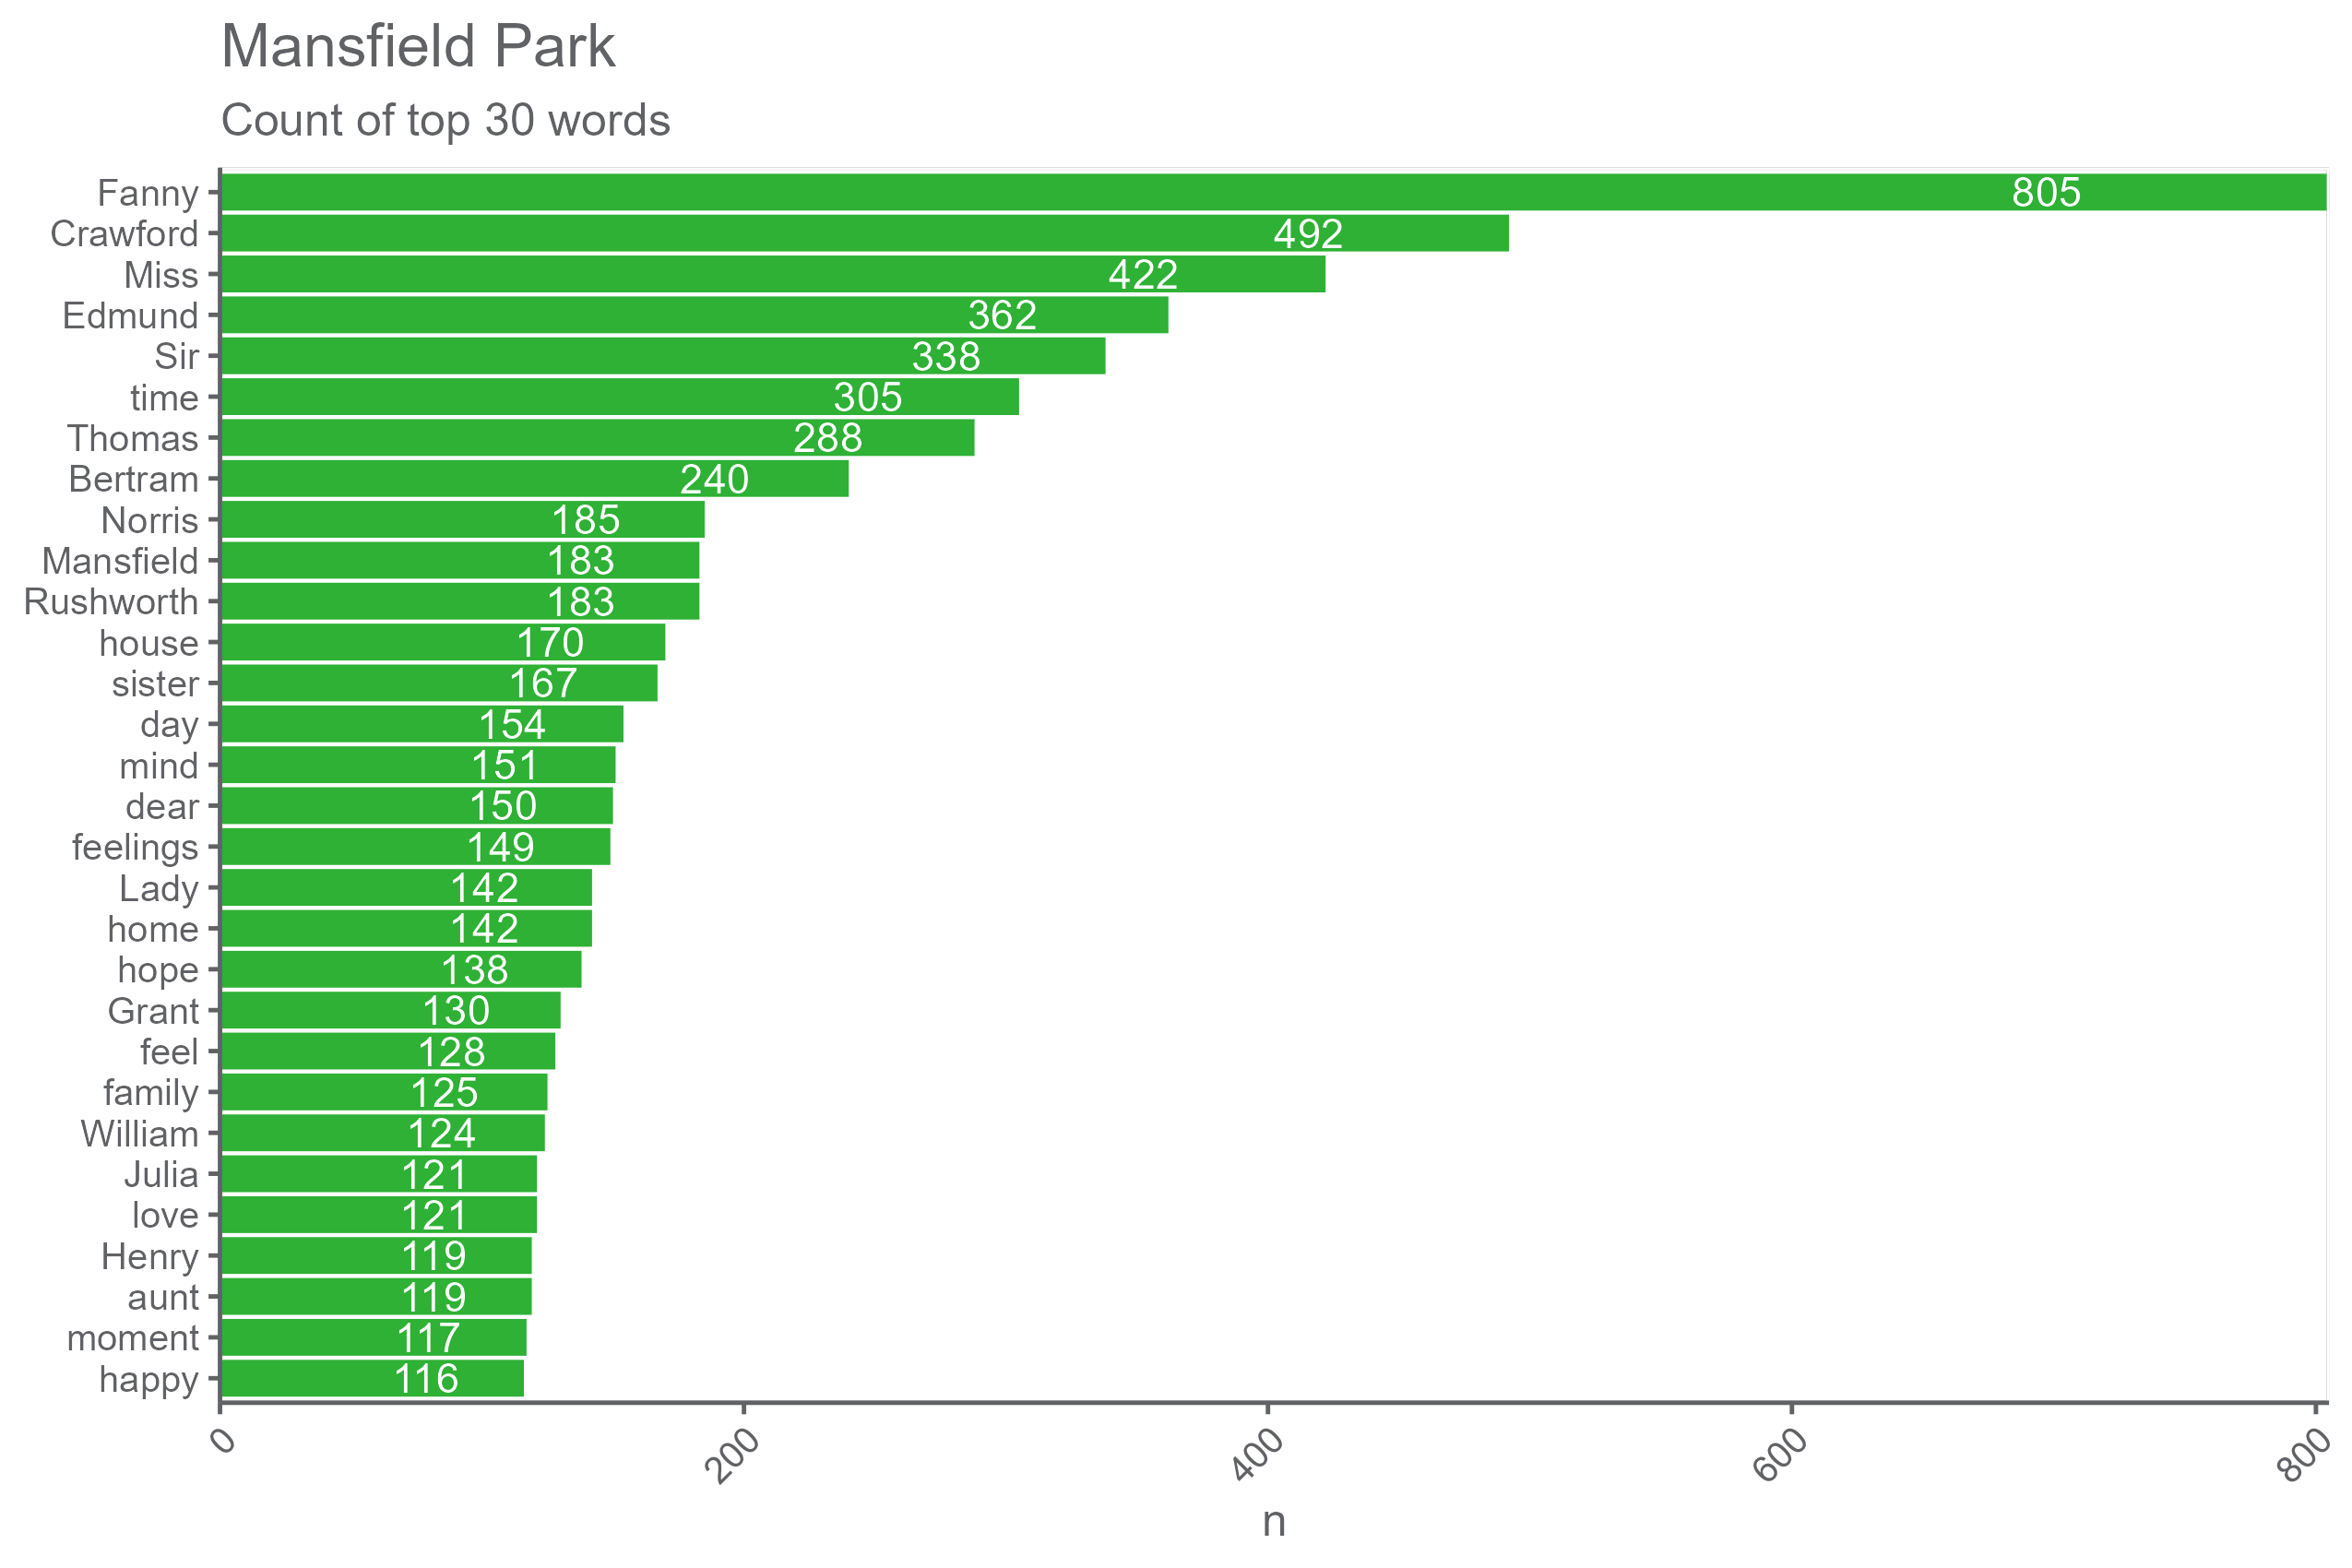 Mansfield Park
Count of top 30 words
Fanny 805
Crawford 492
Miss 422
Edmund 362
Sir 338
time 305
Thomas 288
Bertram 240
Norris 185
Mansfield 183
Rushworth 183
house 170
sister 167
day 154
mind 151
dear 150
feelings 149
Lady 142
home 142
hope 138
Grant 130
feel 128
family 125
William 124
Julia 121
love 121
Henry 119
aunt 119
moment 117
happy 116
0 200 400 600 800
n